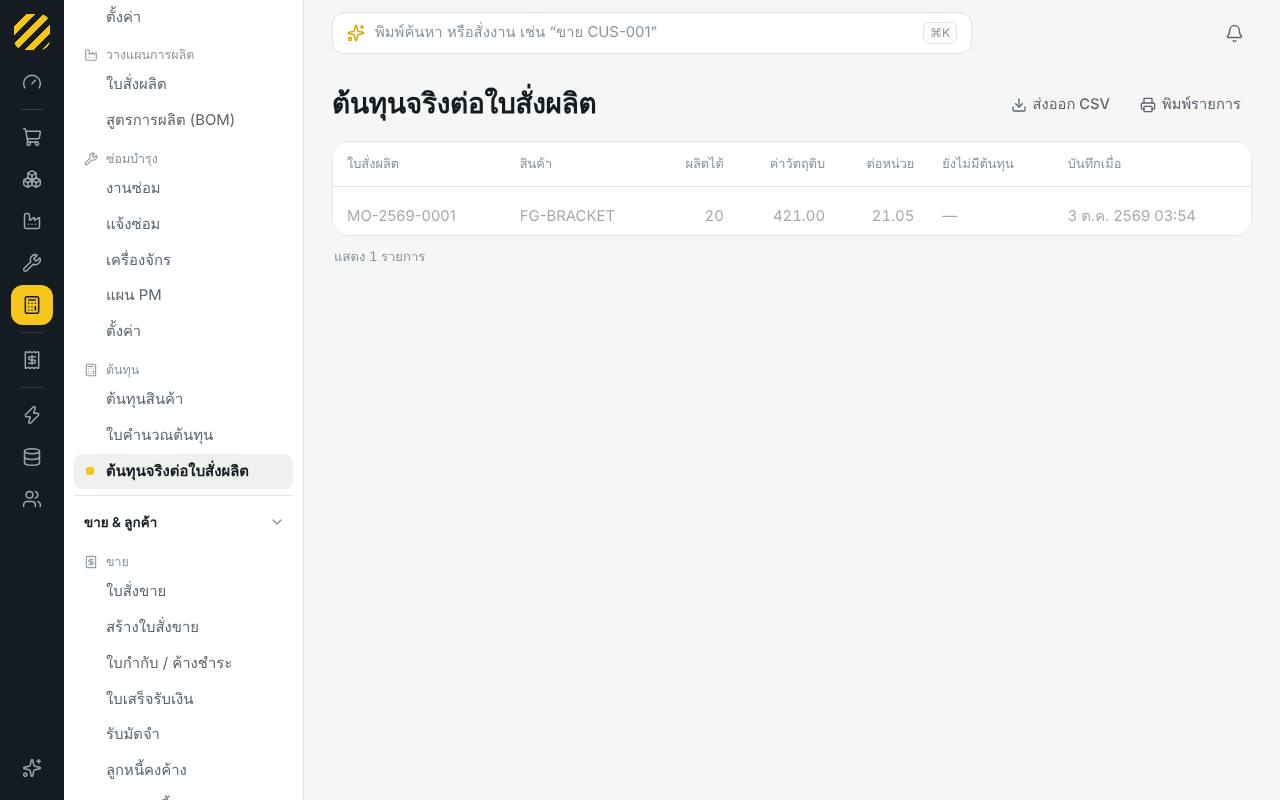 ตั้งค่า
วางแผนการผลิต
ใบสั่งผลิต
สูตรการผลิต (BOM)
ซ่อมบำรุง
งานซ่อม
แจ้งซ่อม
เครื่องจักร
แผน PM
ตั้งค่า
ต้นทุน
ต้นทุนสินค้า
ใบคำนวณต้นทุน
ต้นทุนจริงต่อใบสั่งผลิต
ขาย & ลูกค้า
ขาย
ใบสั่งขาย
สร้างใบสั่งขาย
ใบกำกับ / ค้างชำระ
ใบเสร็จรับเงิน
รับมัดจำ
ลูกหนี้คงค้าง
พิมพ์ค้นหา หรือสั่งงาน เช่น “ขาย CUS-001” ⌘K
ต้นทุนจริงต่อใบสั่งผลิต
ส่งออก CSV พิมพ์รายการ
ใบสั่งผลิต สินค้า ผลิตได้ ค่าวัตถุดิบ ต่อหน่วย ยังไม่มีต้นทุน บันทึกเมื่อ
MO-2569-0001 FG-BRACKET 20 421.00 21.05 — 3 ต.ค. 2569 03:54
แสดง 1 รายการ